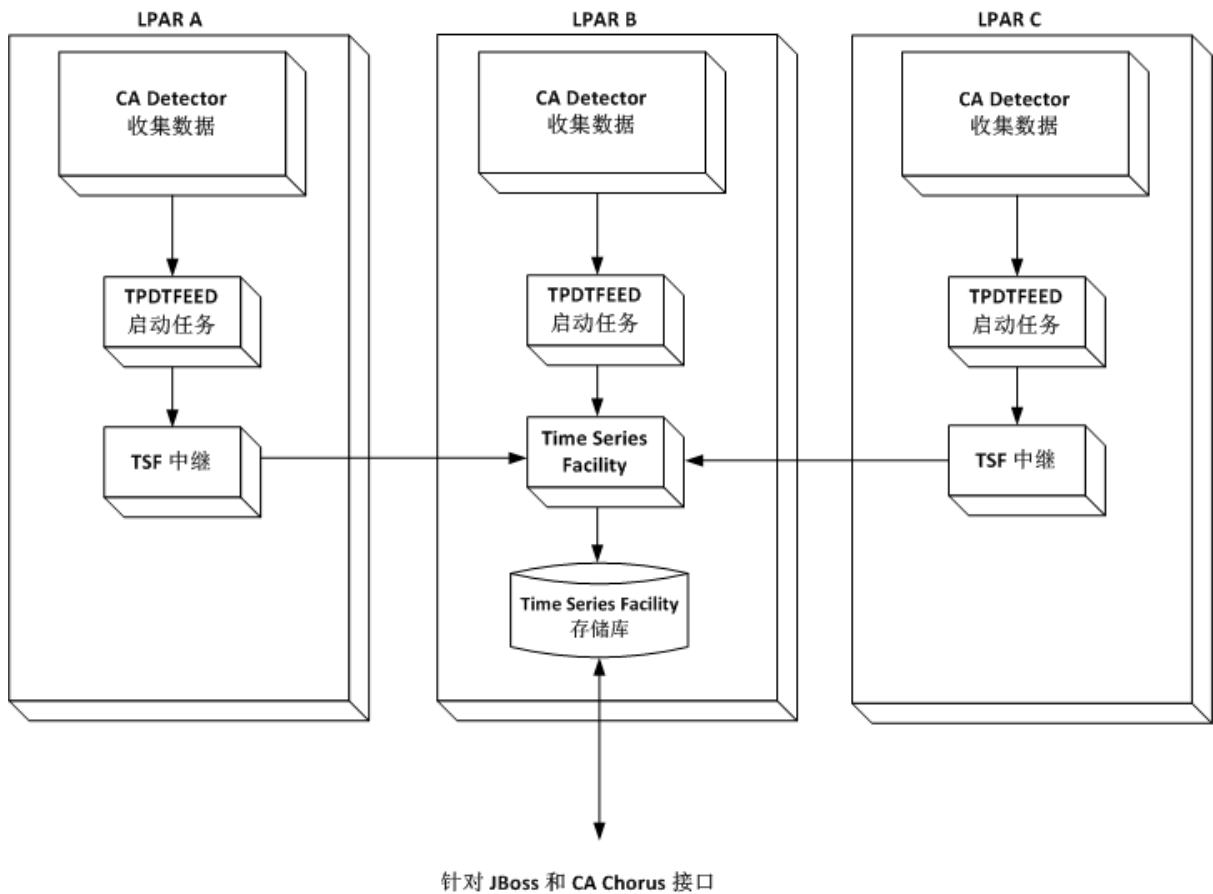 LPAR A
LPAR B
LPAR C
CA Detector
收集数据
CA Detector
收集数据
CA Detector
收集数据
TPDTFEED
启动任务
TPDTFEED
启动任务
TPDTFEED
启动任务
TSF 中继
Time Series
Facility
TSF 中继
Time Series Facility
存储库
针对 JBoss 和 CA Chorus 接口